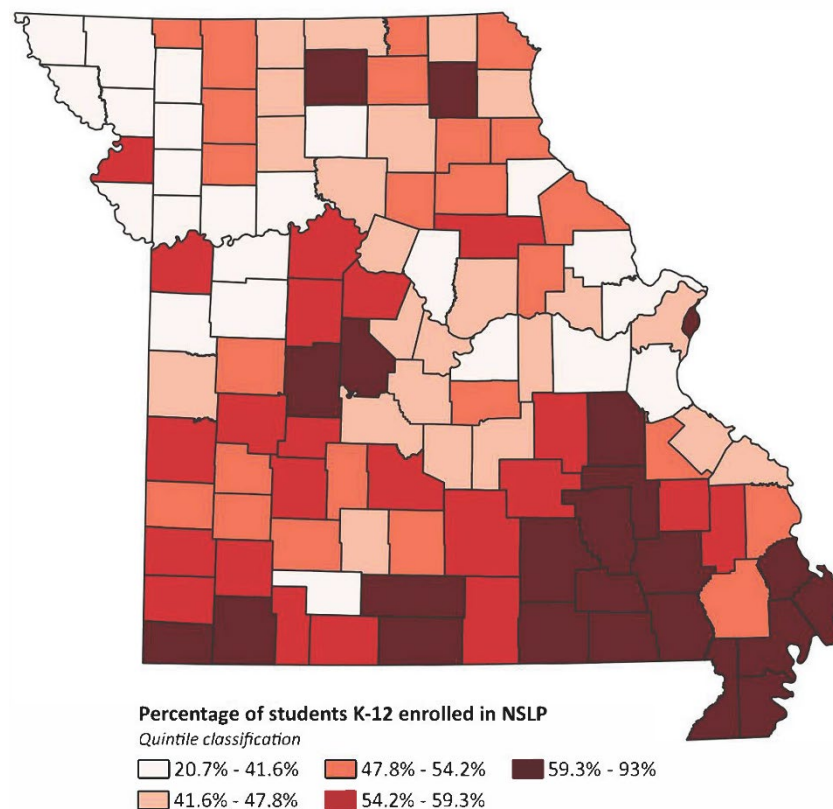 Percentage of students K-12 enrolled in NSLP
Quintile classification
20.7% - 41.6% 47.8% - 54.2% 59.3% - 93%
41.6% - 47.8% 54.2% - 59.3%